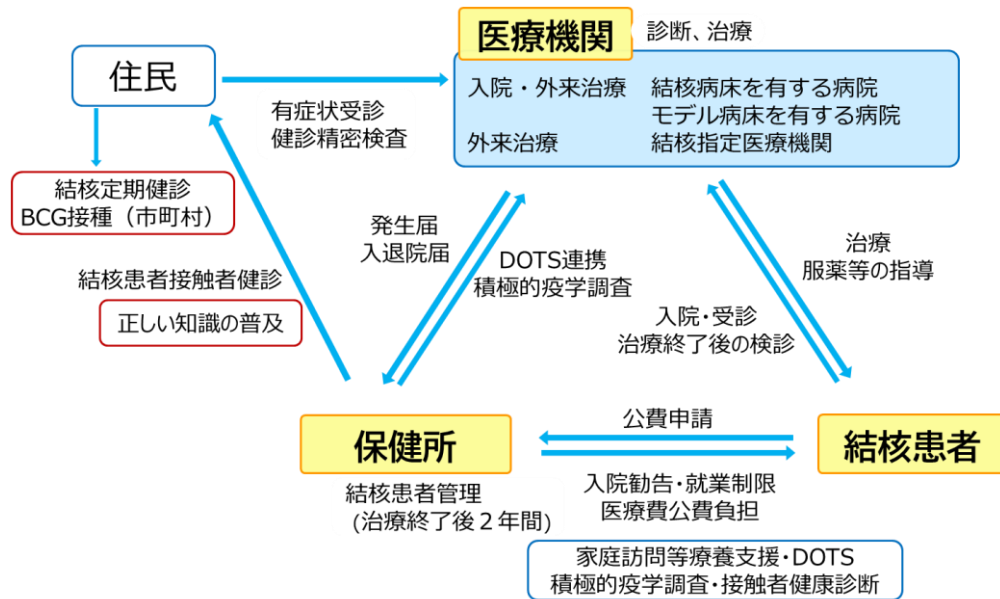 医療機関
診断、治療
住民
入院・外来治療 結核病床を有する病院
モデル病床を有する病院
外来治療 結核指定医療機関
有症状受診
健診精密検査
結核定期健診
BCG接種（市町村）
発生届
入退院届
DOTS連携
積極的疫学調査
治療
服薬等の指導
結核患者接触者健診
正しい知識の普及
入院・受診
治療終了後の検診
保健所
公費申請
結核患者
結核患者管理
(治療終了後２年間)
入院勧告・就業制限
医療費公費負担
家庭訪問等療養支援・DOTS
積極的疫学調査・接触者健康診断